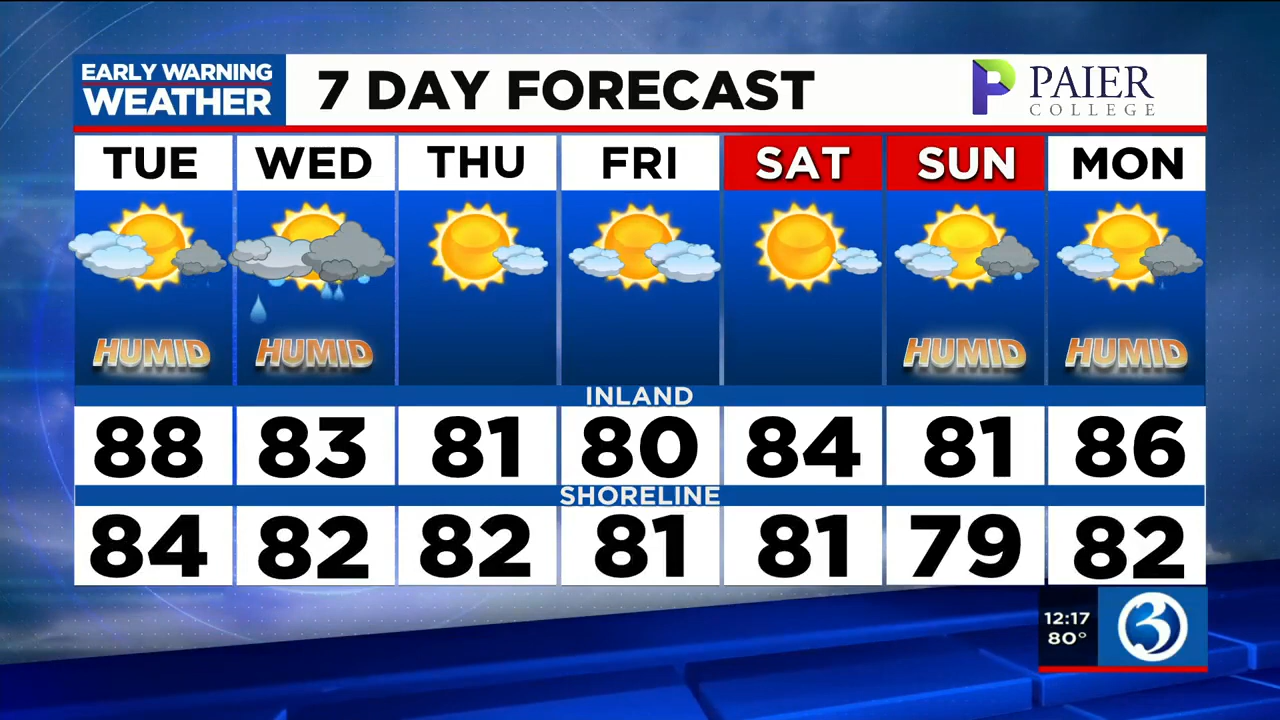 EARLY WARNING
WEATHER
7 DAY FORECAST
PAIER
COLLEGE
TUE WED THU FRI SAT SUN MON
HUMID HUMID HUMID HUMID
INLAND
88 83 81 80 84 81 86
SHORELINE
84 82 82 81 81 79 82
12:17
80°
3